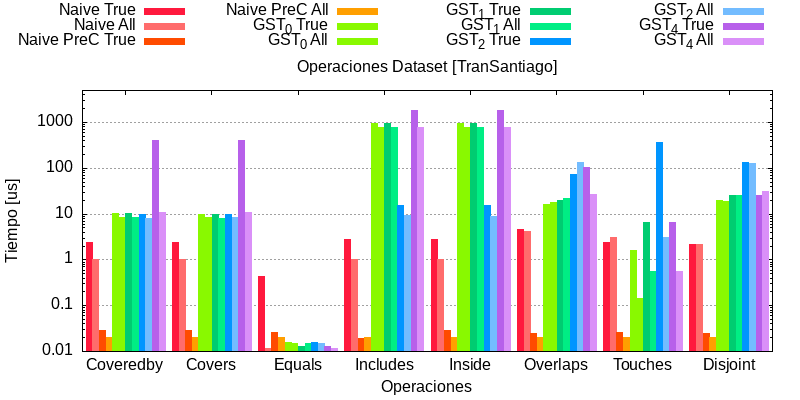 Naive True
Naive All
Naive PreC True
Naive PreC All
GST0 True
GST0 All
GST1 True
GST1 All
GST2 True
GST2 All
GST4 True
GST4 All
Operaciones Dataset [TranSantiago]
Tiempo [us]
1000
100
10
1
0.1
0.01
Coveredby Covers Equals Includes Inside Overlaps Touches Disjoint
Operaciones